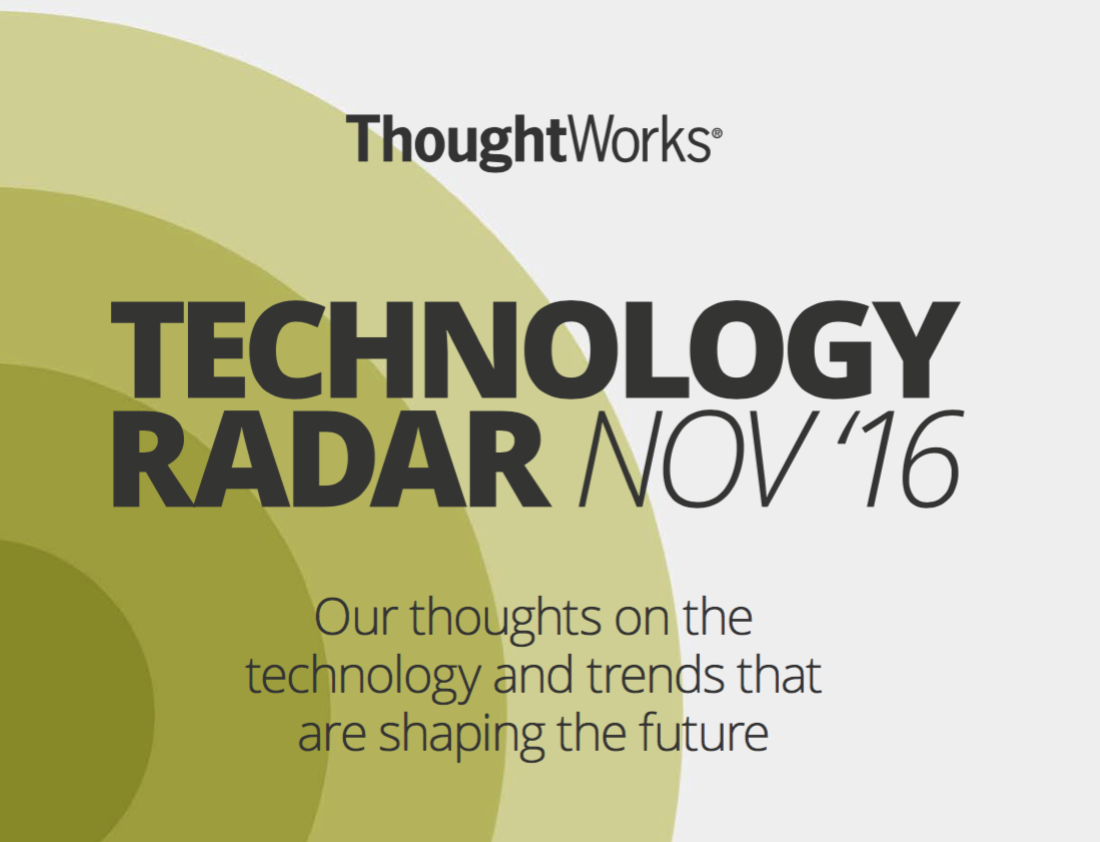 ThoughtWorks®
TECHNOLOGY
RADAR NOV ‘16
Our thoughts on the
technology and trends that
are shaping the future